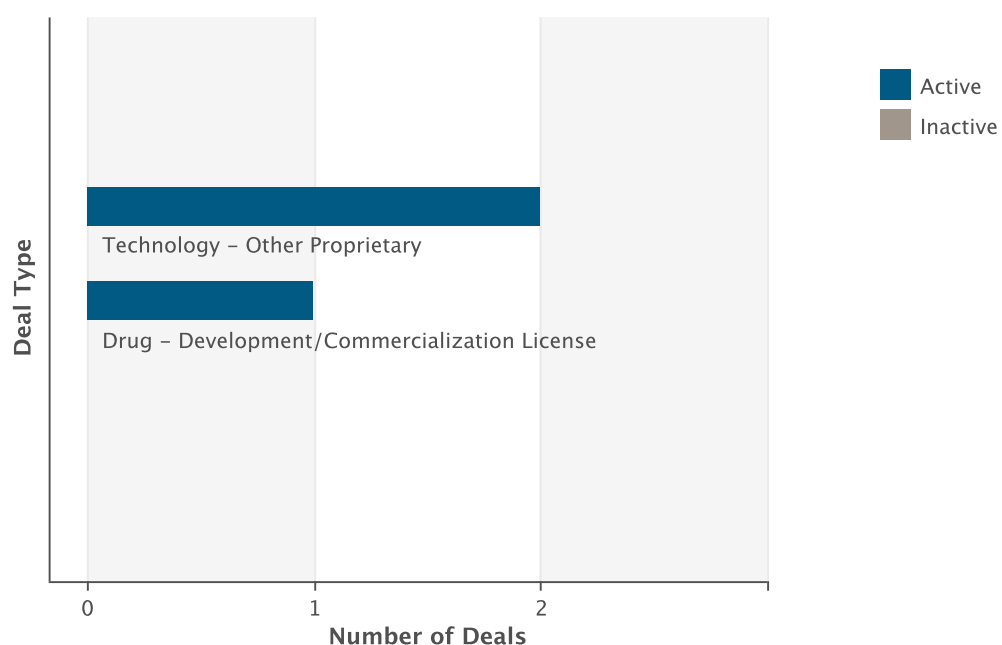 Active
Inactive
Technology – Other Proprietary
Drug – Development/Commercialization License
Deal Type
0 1 2
Number of Deals